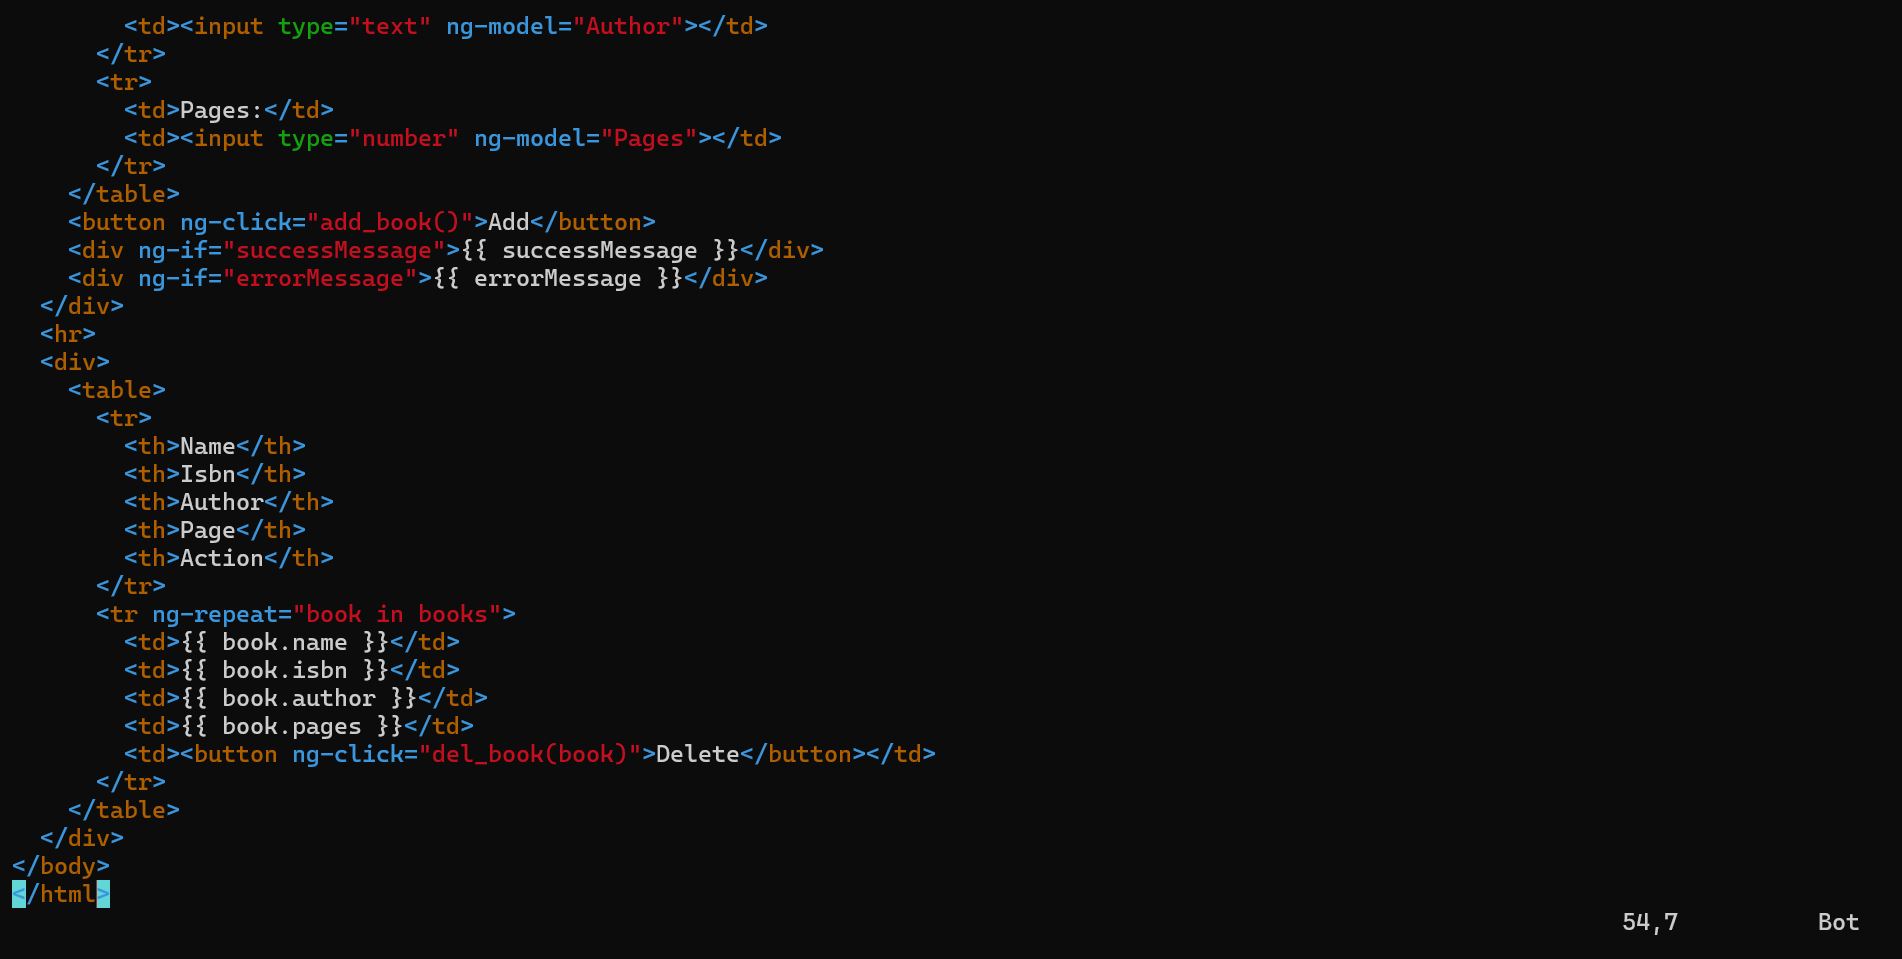 <td><input type="text" ng-model="Author"></td>
      </tr>
      <tr>
        <td>Pages:</td>
        <td><input type="number" ng-model="Pages"></td>
      </tr>
    </table>
    <button ng-click="add_book()">Add</button>
    <div ng-if="successMessage">{{ successMessage }}</div>
    <div ng-if="errorMessage">{{ errorMessage }}</div>
  </div>
  <hr>
  <div>
    <table>
      <tr>
        <th>Name</th>
        <th>Isbn</th>
        <th>Author</th>
        <th>Page</th>
        <th>Action</th>
      </tr>
      <tr ng-repeat="book in books">
        <td>{{ book.name }}</td>
        <td>{{ book.isbn }}</td>
        <td>{{ book.author }}</td>
        <td>{{ book.pages }}</td>
        <td><button ng-click="del_book(book)">Delete</button></td>
      </tr>
    </table>
  </div>
</body>
</html>
54,7 Bot